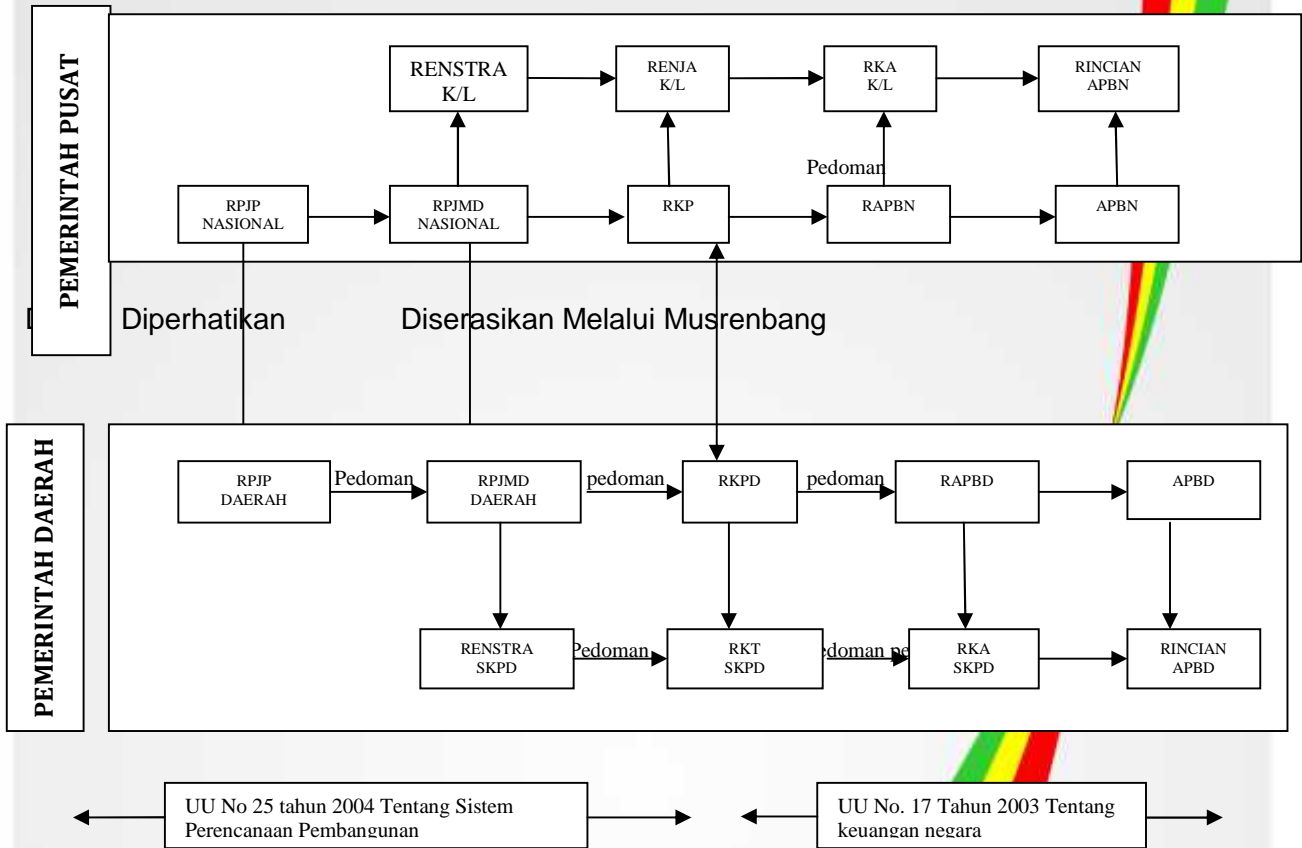 PEMERINTAH PUSAT
RENSTRA
K/L
RENJA
K/L
RKA
K/L
RINCIAN
APBN
Pedoman
RPJP
NASIONAL
RPJMD
NASIONAL
RKP
RAPBN
APBN
Diperhatikan
Diserasikan Melalui Musrenbang
PEMERINTAH DAERAH
RPJP
DAERAH
Pedoman
RPJMD
DAERAH
pedoman
RKPD
pedoman
RAPBD
APBD
RENSTRA
SKPD
Pedoman
RKT
SKPD
RKA
SKPD
RINCIAN
APBD
UU No 25 tahun 2004 Tentang Sistem
Perencanaan Pembangunan
UU No. 17 Tahun 2003 Tentang
keuangan negara